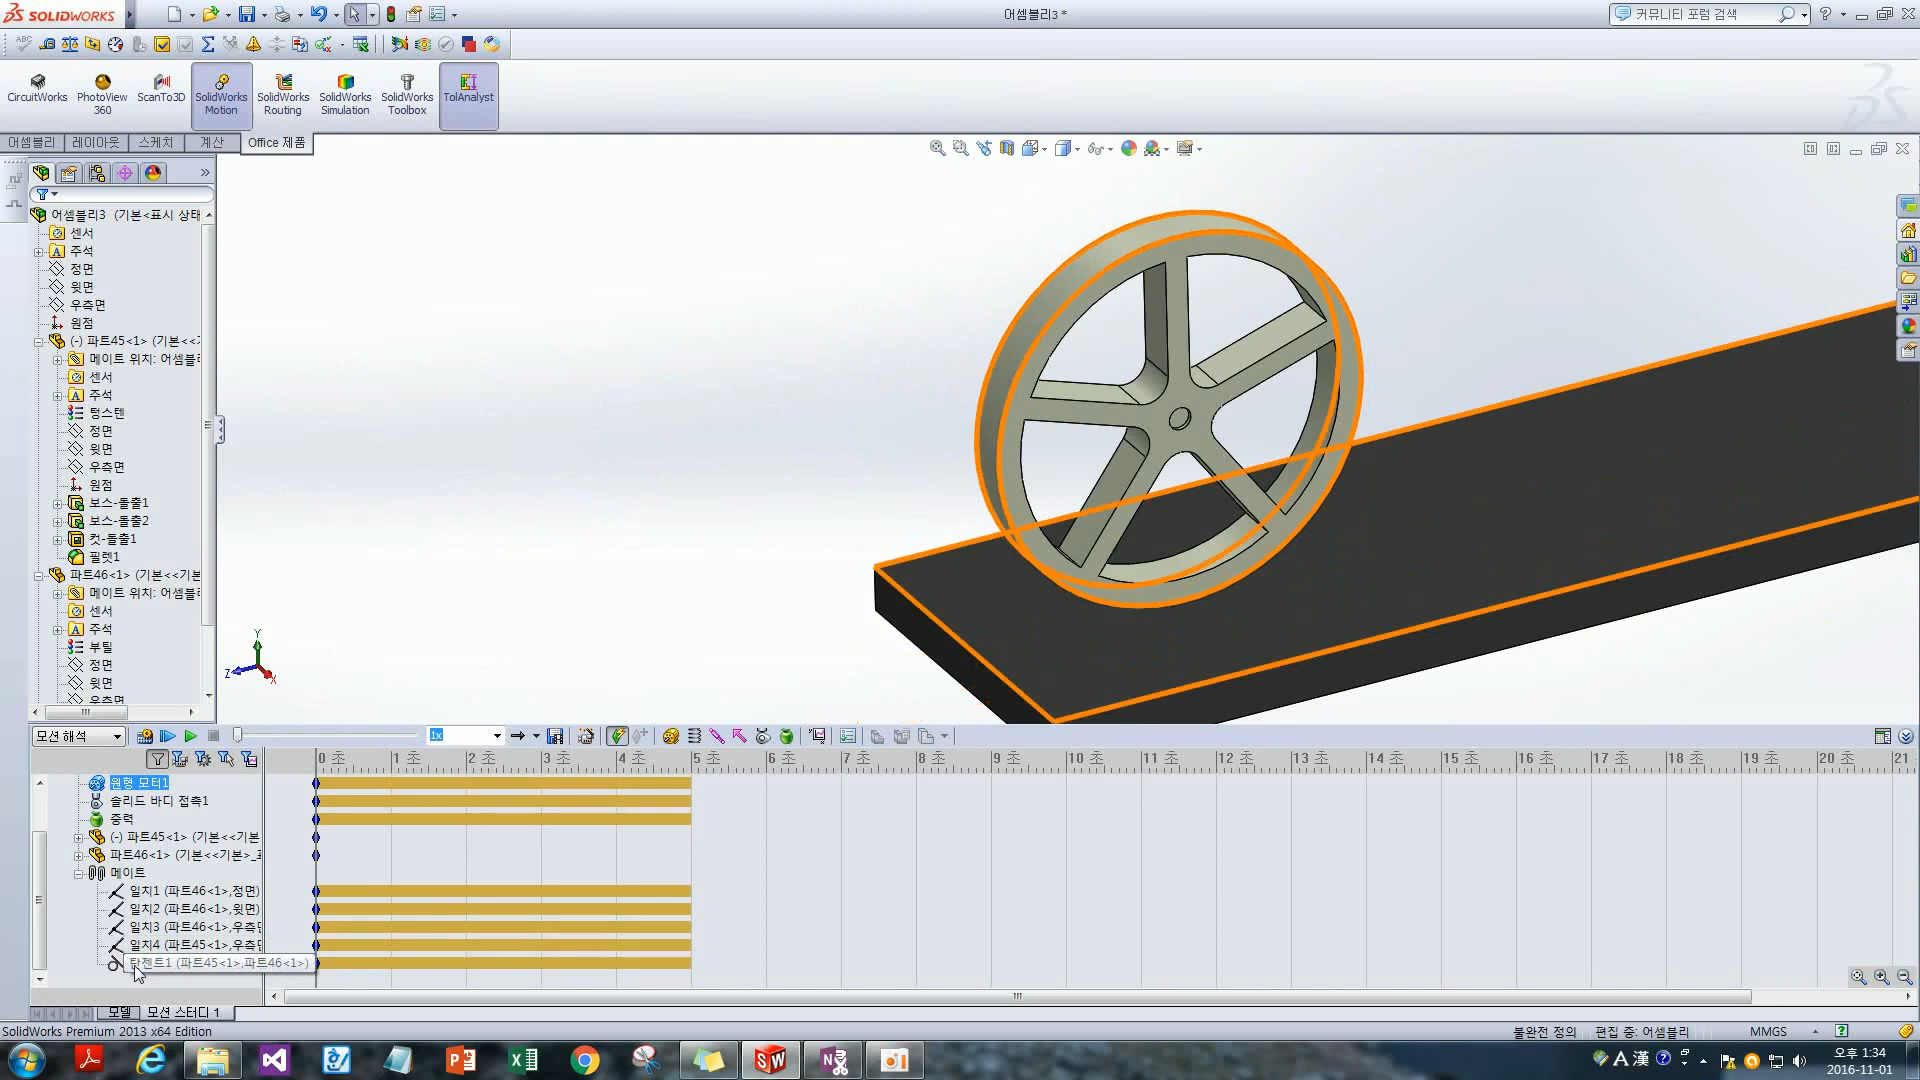 SOLIDWORKS
어셈블리3 *
커뮤니티 포럼 검색
CircuitWorks
PhotoView 360
ScanTo3D
SolidWorks Motion
SolidWorks Routing
SolidWorks Simulation
SolidWorks Toolbox
TolAnalyst
어셈블리
레이아웃
스케치
계산
Office 제품
어셈블리3 (기본<표시 상태
센서
주석
정면
윗면
우측면
원점
(-) 파트45<1> (기본<<
메이트 위치: 어셈블리
센서
주석
텅스텐
정면
윗면
우측면
원점
보스-돌출1
보스-돌출2
컷-돌출1
필렛1
파트46<1> (기본<<기본
메이트 위치: 어셈블리
센서
주석
부틸
정면
윗면
우측면
Y
Z
X
모션 해석
1x
0 초
1 초
2 초
3 초
4 초
5 초
6 초
7 초
8 초
9 초
10 초
11 초
12 초
13 초
14 초
15 초
16 초
17 초
18 초
19 초
20 초
21
원형 모터1
솔리드 바디 접촉1
중력
(-) 파트45<1> (기본<<기본
파트46<1> (기본<<기본>_
메이트
일치1 (파트46<1>,정면)
일치2 (파트46<1>,윗면)
일치3 (파트46<1>,우측면
일치4 (파트45<1>,우측면
탄젠트1 (파트45<1>,파트46<1>)
모델
모션 스터디 1
SolidWorks Premium 2013 x64 Edition
불완전 정의
편집 중: 어셈블리
MMGS
A 漢
오후 1:34
2016-11-01